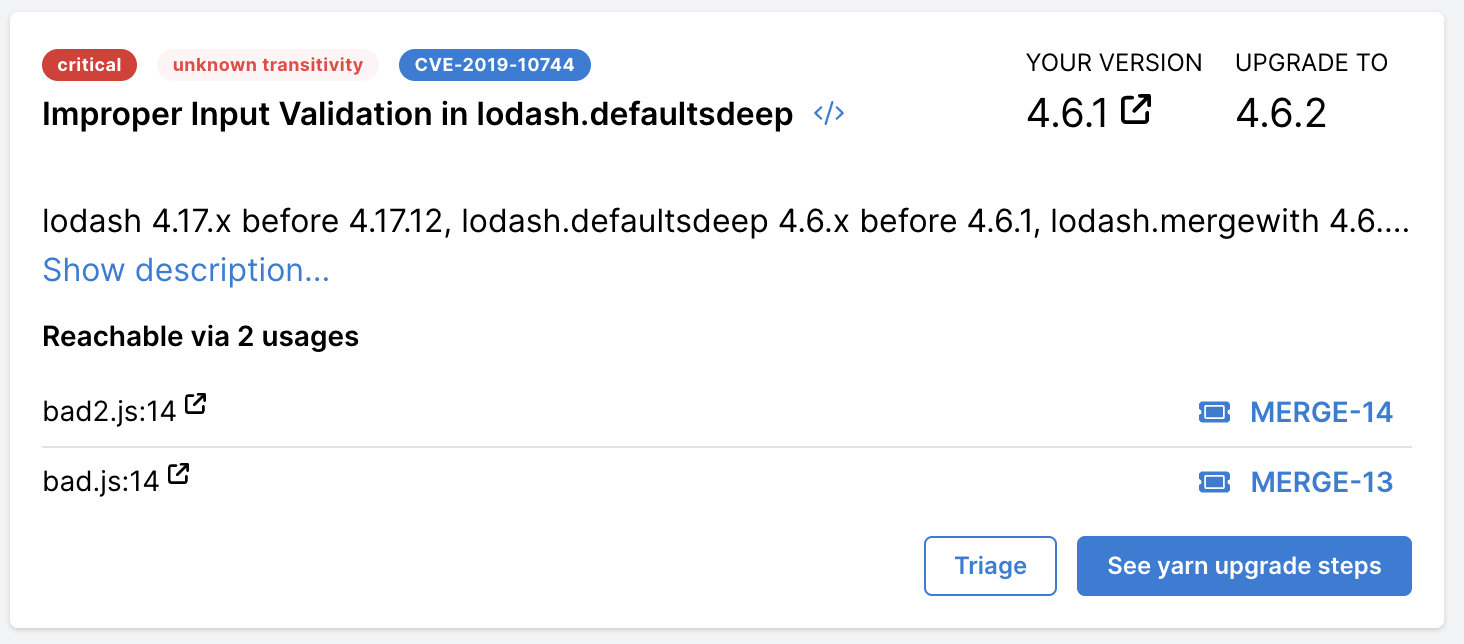 critical unknown transitivity CVE-2019-10744
Improper Input Validation in lodash.defaultsdeep </>
YOUR VERSION UPGRADE TO
4.6.1 4.6.2
lodash 4.17.x before 4.17.12, lodash.defaultsdeep 4.6.x before 4.6.1, lodash.mergewith 4.6....
Show description...
Reachable via 2 usages
bad2.js:14 MERGE-14
bad.js:14 MERGE-13
Triage See yarn upgrade steps